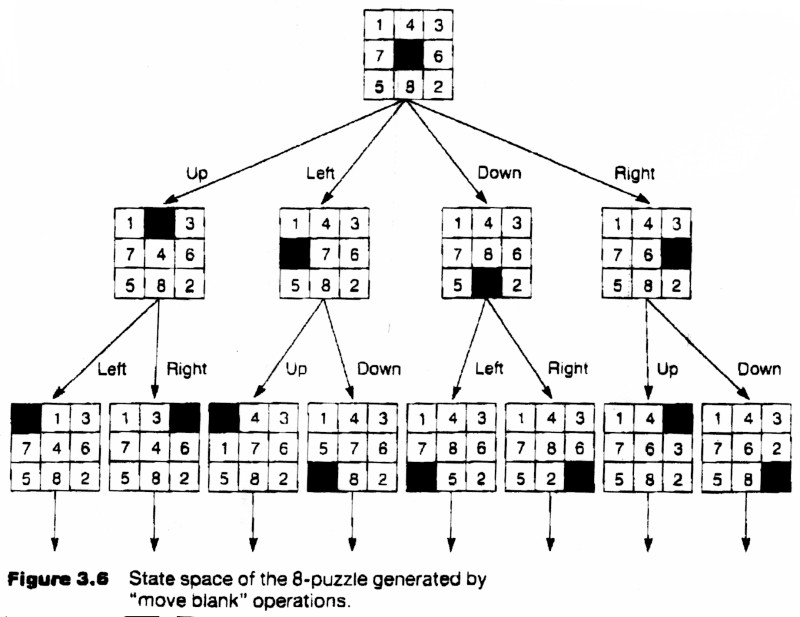 1 4 3
7 6
5 8 2
Up Left Down Right
1 3 1 4 3 1 4 3 1 4 3
7 4 6 7 6 7 8 6 7 6
5 8 2 5 8 2 5 2 5 8 2
Left Right Up Down Left Right Up Down
1 3 1 3 4 3 1 4 3 1 4 3 1 4 3 1 4 1 4 3
7 4 6 7 4 6 1 7 6 5 7 6 7 8 6 7 8 6 7 6 3 7 6 2
5 8 2 5 8 2 5 8 2 8 2 5 2 5 2 5 8 2 5 8
Figure 3.6 State space of the 8-puzzle generated by
"move blank" operations.